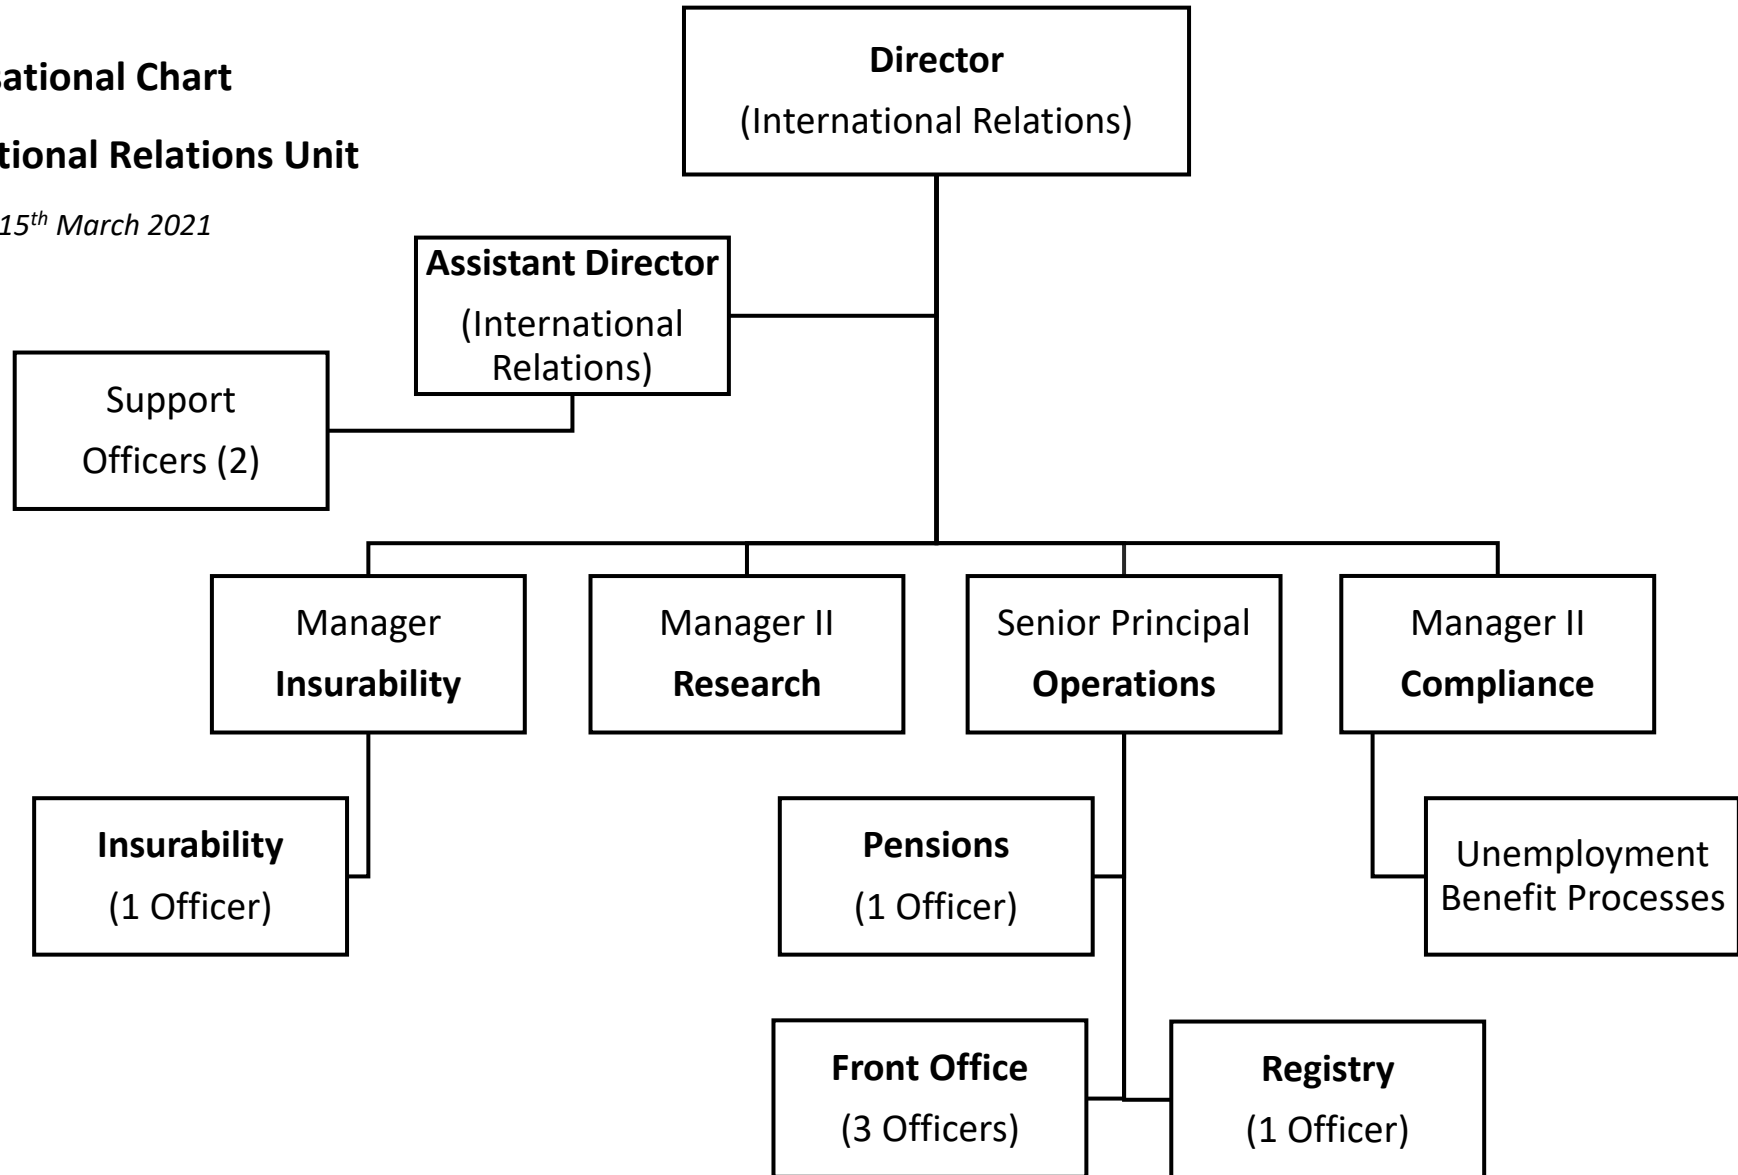 sational Chart
tional Relations Unit
15th March 2021
Director
(International Relations)
Assistant Director
(International
Relations)
Support
Officers (2)
Manager
Insurability
Manager II
Research
Senior Principal
Operations
Manager II
Compliance
Insurability
(1 Officer)
Pensions
(1 Officer)
Unemployment
Benefit Processes
Front Office
(3 Officers)
Registry
(1 Officer)